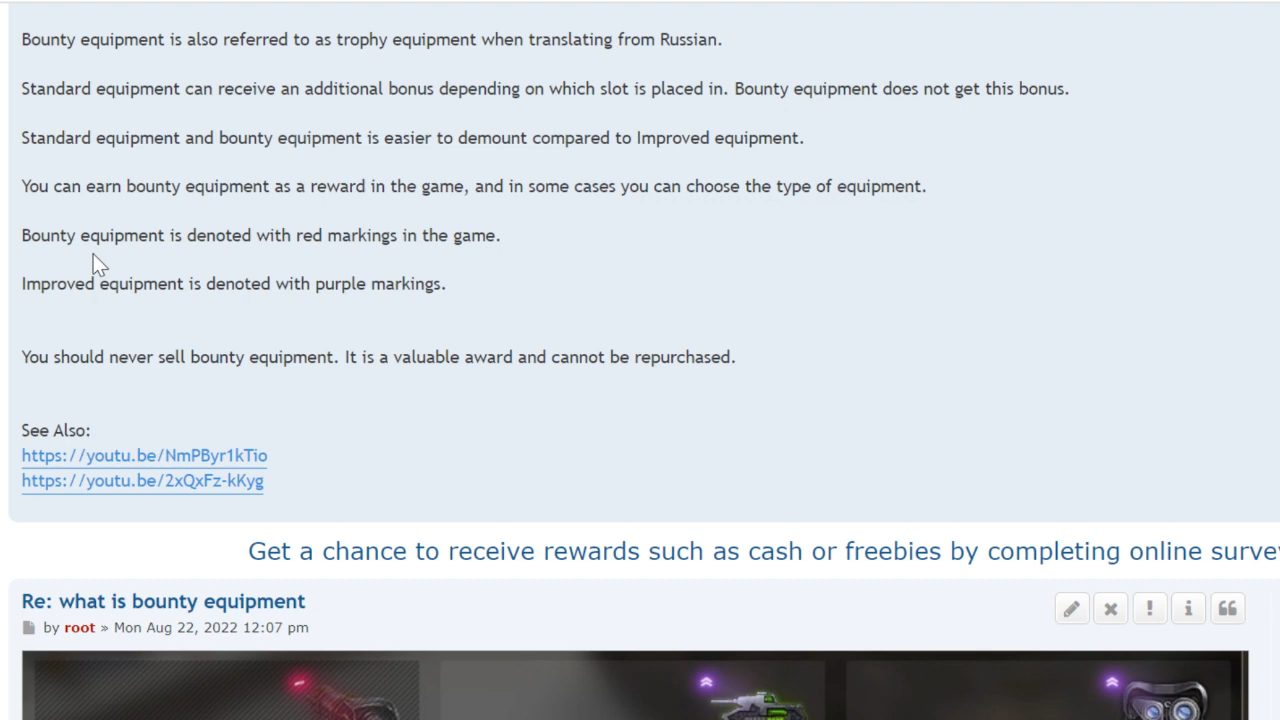 Bounty equipment is also referred to as trophy equipment when translating from Russian.
Standard equipment can receive an additional bonus depending on which slot is placed in. Bounty equipment does not get this bonus.
Standard equipment and bounty equipment is easier to demount compared to Improved equipment.
You can earn bounty equipment as a reward in the game, and in some cases you can choose the type of equipment.
Bounty equipment is denoted with red markings in the game.
Improved equipment is denoted with purple markings.
You should never sell bounty equipment. It is a valuable award and cannot be repurchased.
See Also:
https://youtu.be/NmPByr1kTio
https://youtu.be/2xQxFz-kKyg
Get a chance to receive rewards such as cash or freebies by completing online surve
Re: what is bounty equipment
by root » Mon Aug 22, 2022 12:07 pm